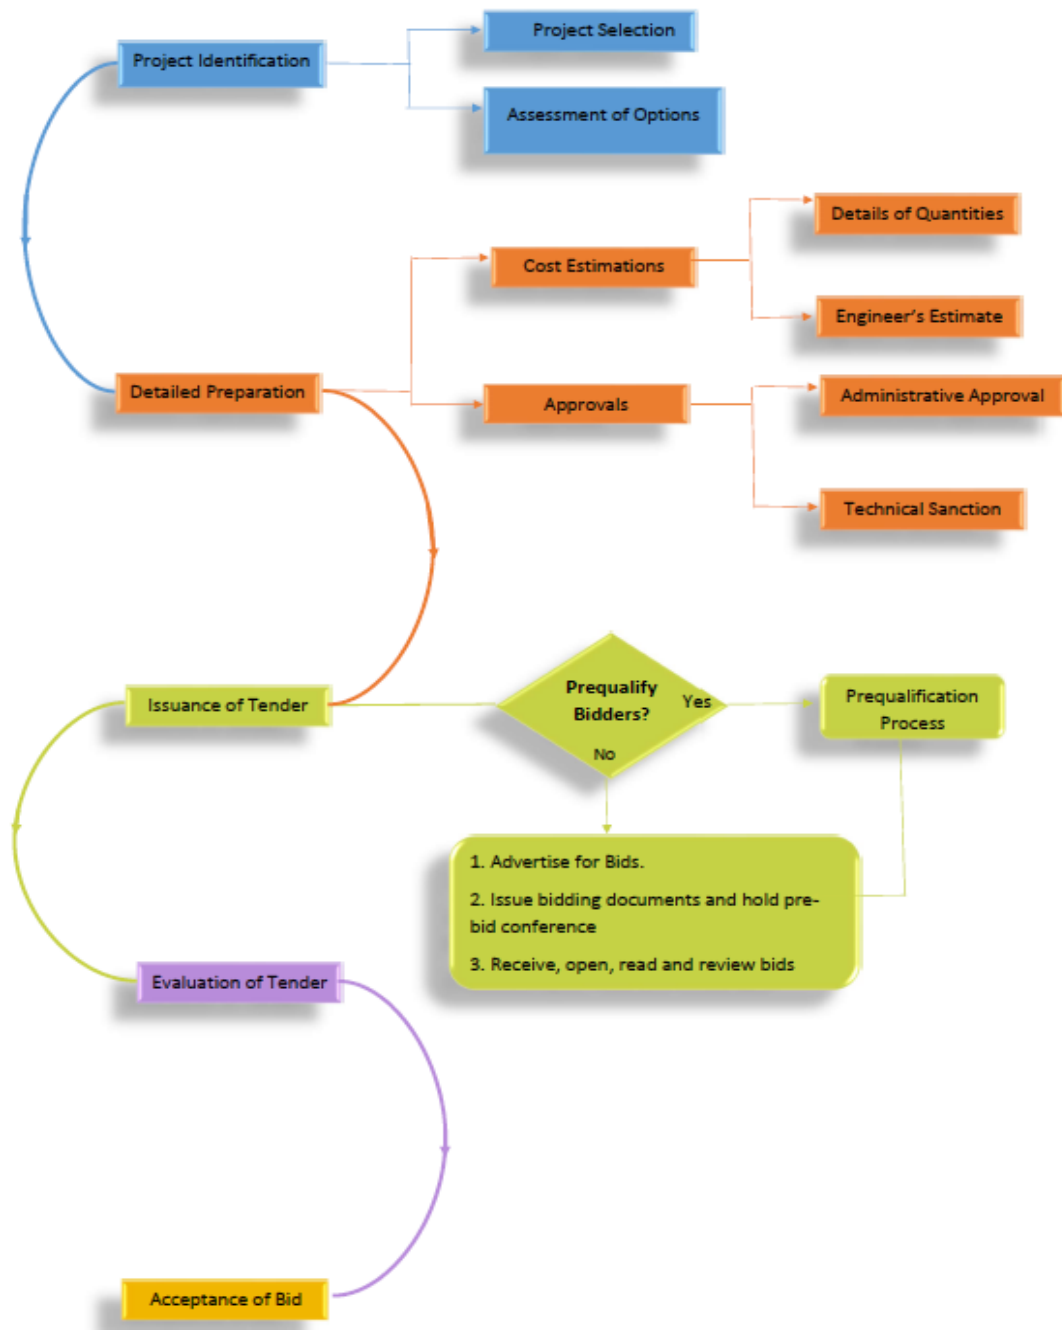 Project Selection
Project Identification
Assessment of Options
Details of Quantities
Cost Estimations
Engineer's Estimate
Detailed Preparation
Approvals
Administrative Approval
Technical Sanction
Issuance of Tender
Prequalify
Bidders?
Yes
No
Prequalification
Process
1. Advertise for Bids.
2. Issue bidding documents and hold pre-
bid conference
3. Receive, open, read and review bids
Evaluation of Tender
Acceptance of Bid